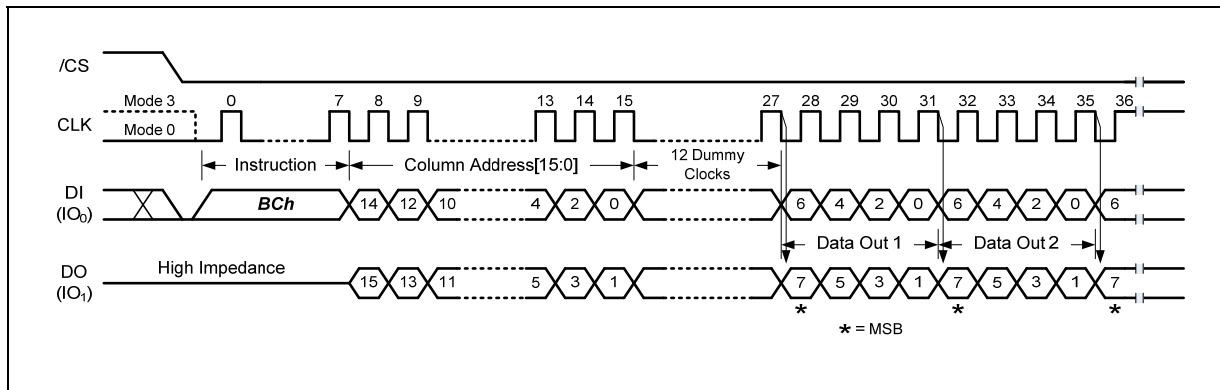 /CS
Mode 3 0 7 8 9 13 14 15 27 28 29 30 31 32 33 34 35 36
CLK
Mode 0
Instruction Column Address[15:0] 12 Dummy
Clocks
DI
(IO0) BCh 14 12 10 4 2 0 6 4 2 0 6 4 2 0 6
Data Out 1 Data Out 2
High Impedance
DO
(IO1) 15 13 11 5 3 1 7 5 3 1 7 5 3 1 7
* * *
* = MSB